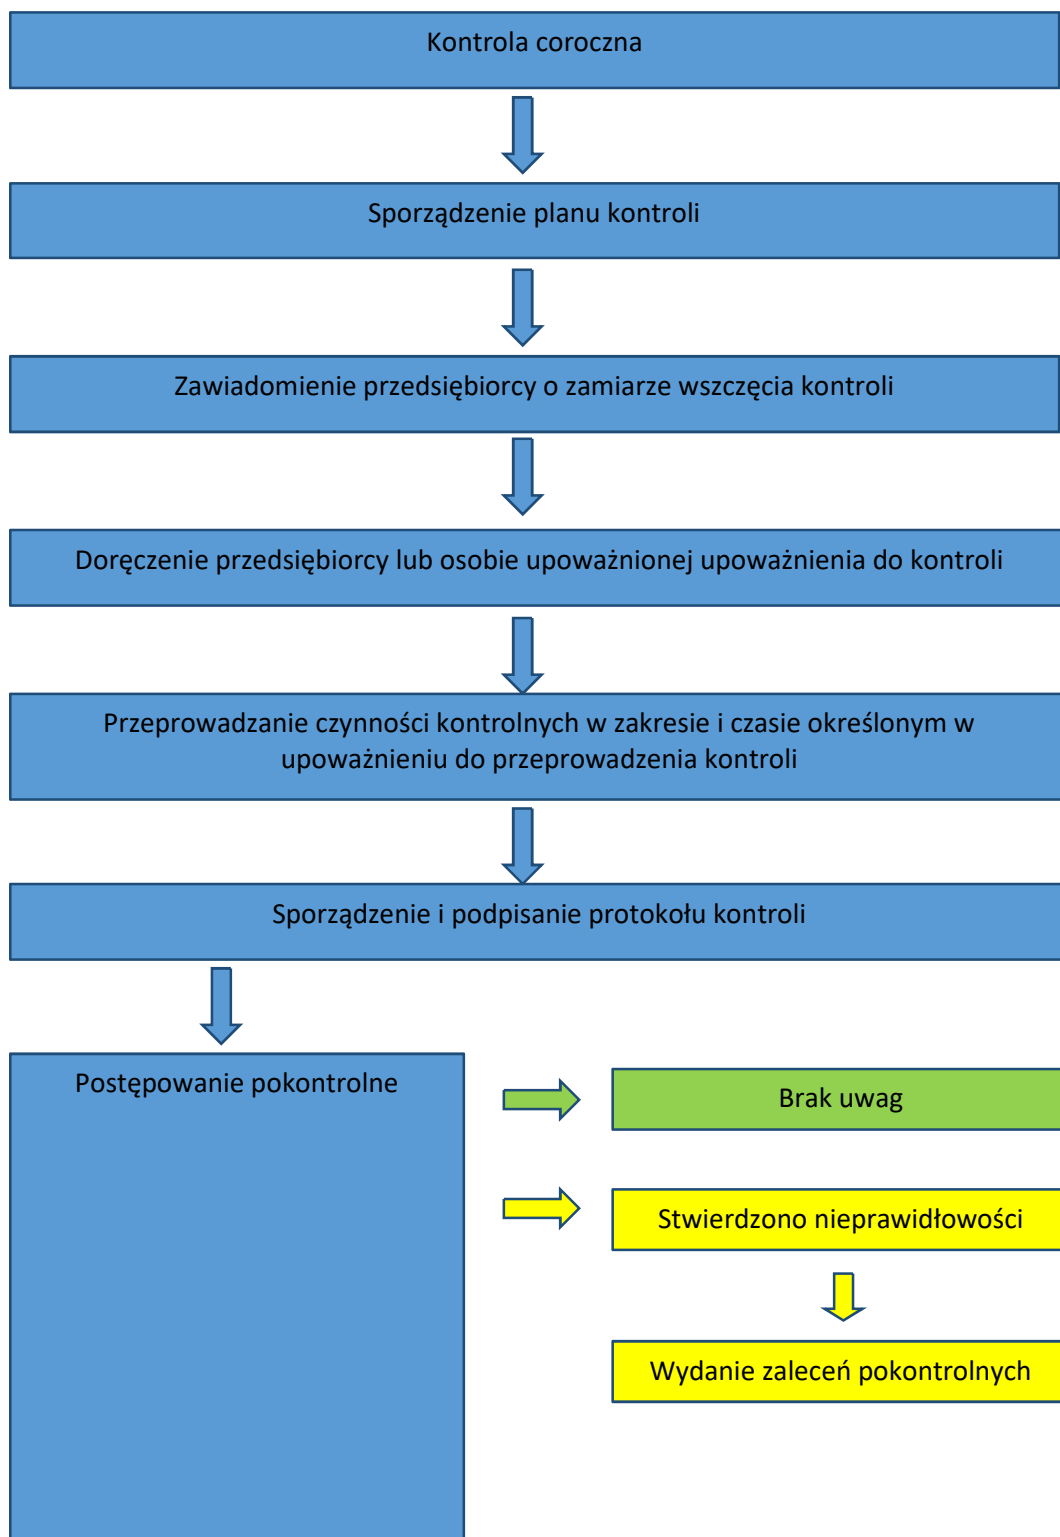 Kontrola coroczna
Sporządzenie planu kontroli
Zawiadomienie przedsiębiorcy o zamiarze wszczęcia kontroli
Doręczenie przedsiębiorcy lub osobie upoważnionej upoważnienia do kontroli
Przeprowadzanie czynności kontrolnych w zakresie i czasie określonym w
upoważnieniu do przeprowadzenia kontroli
Sporządzenie i podpisanie protokołu kontroli
Postępowanie pokontrolne
Brak uwag
Stwierdzono nieprawidłowości
Wydanie zaleceń pokontrolnych